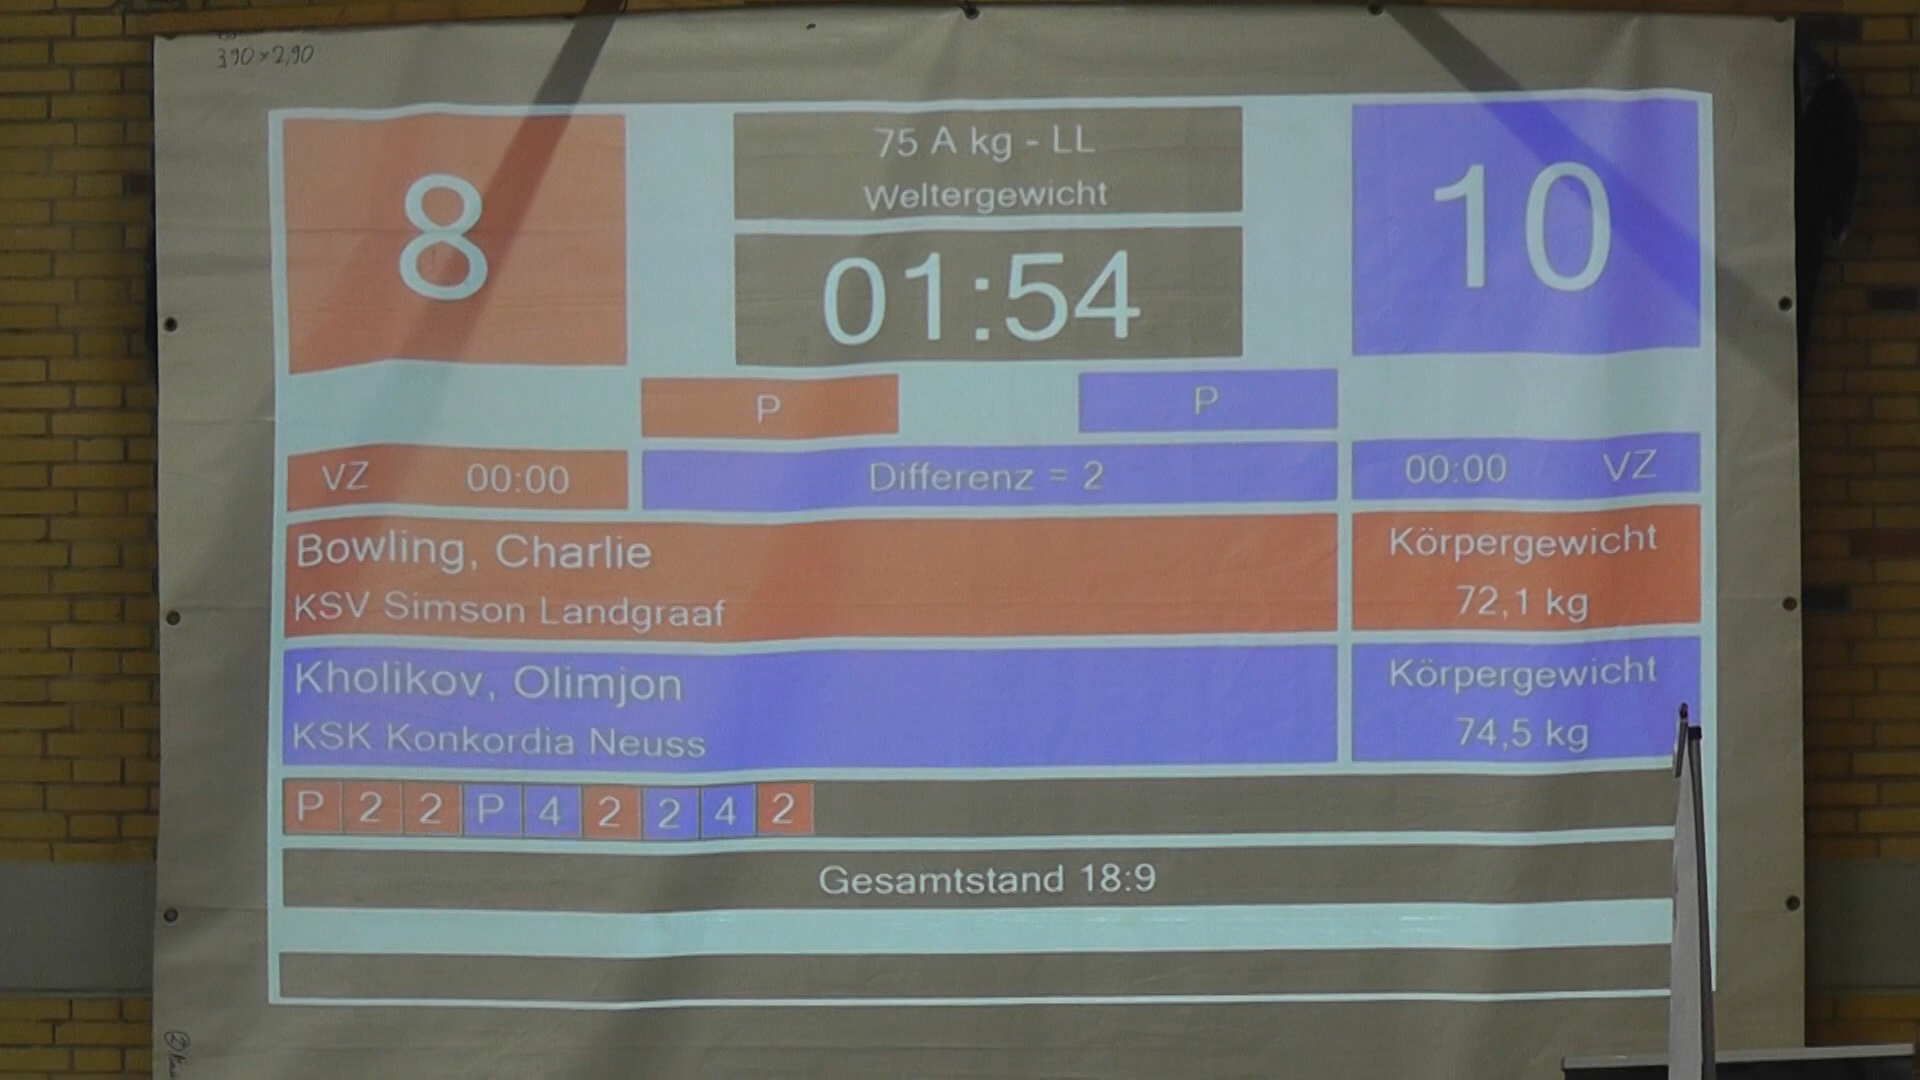 390 × 2,90
8
75 A kg - LL
Weltergewicht
01:54
10
P
P
VZ 00:00
Differenz = 2
00:00 VZ
Bowling, Charlie
KSV Simson Landgraaf
Körpergewicht
72,1 kg
Kholikov, Olimjon
KSK Konkordia Neuss
Körpergewicht
74,5 kg
P 2 2 P 4 2 2 4 2
Gesamtstand 18:9